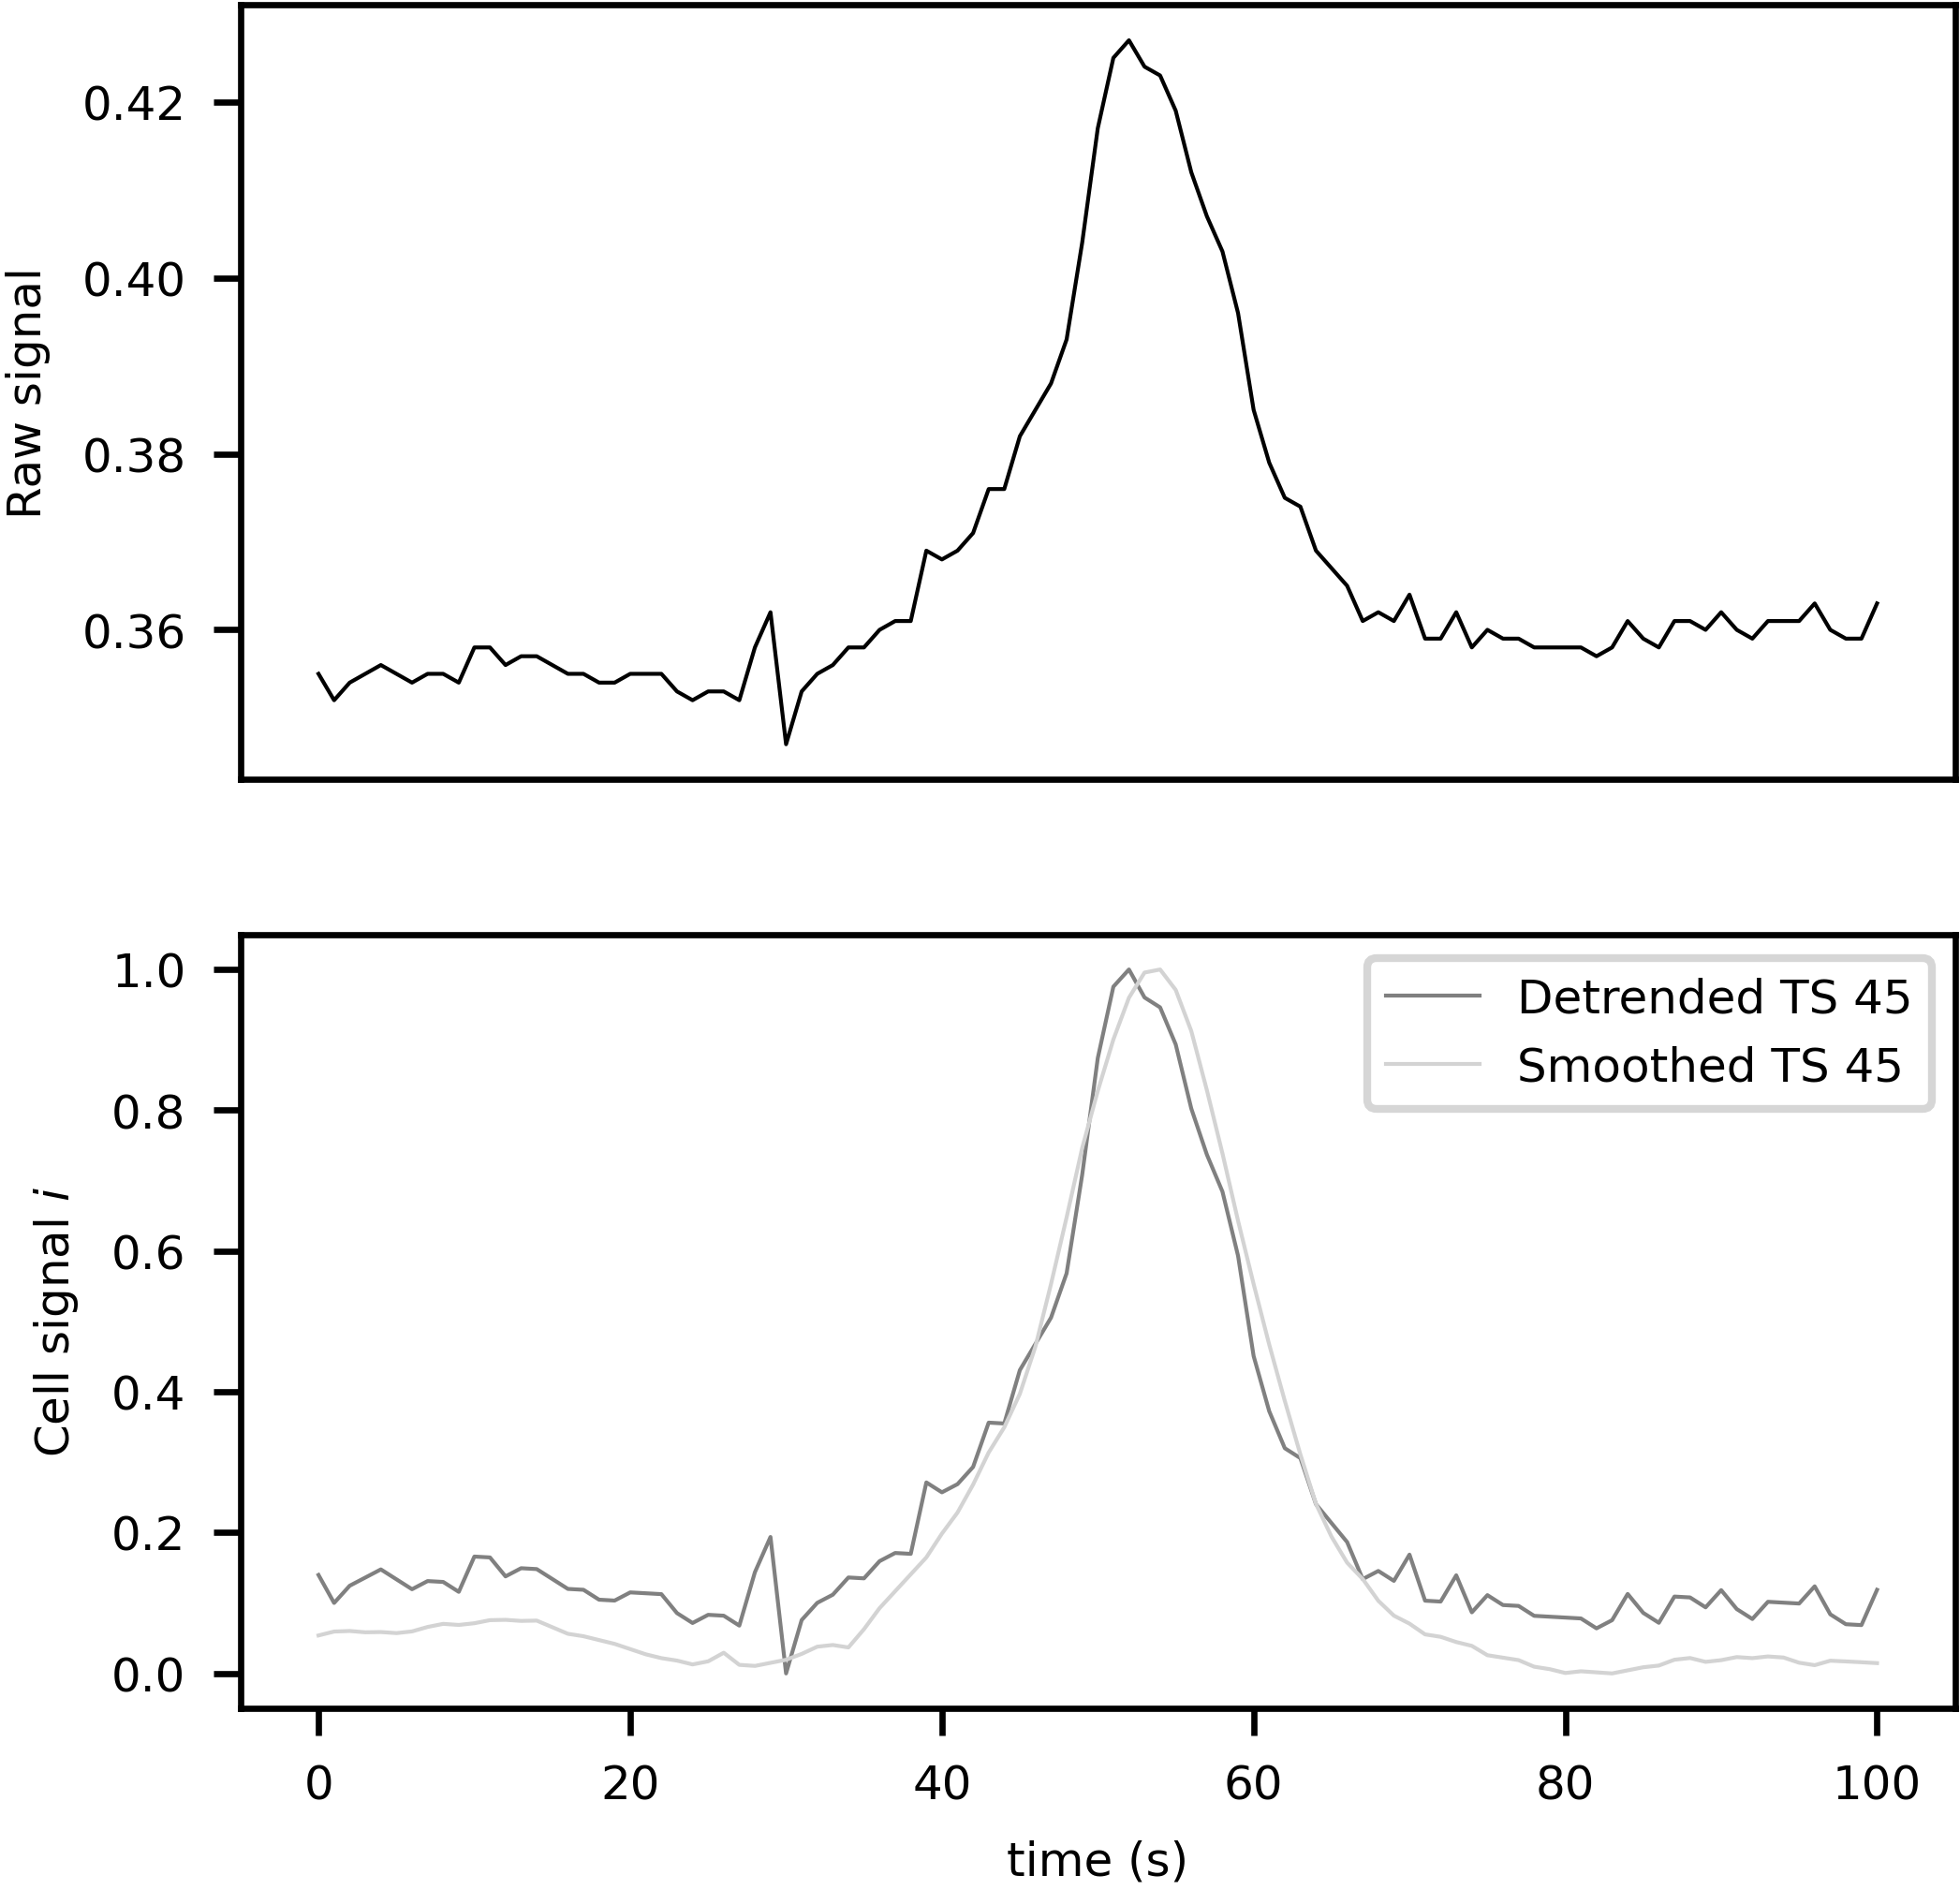 Raw signal
0.42
0.40
0.38
0.36
Cell signal i
1.0
0.8
0.6
0.4
0.2
0.0
Detrended TS 45
Smoothed TS 45
0 20 40 60 80 100
time (s)